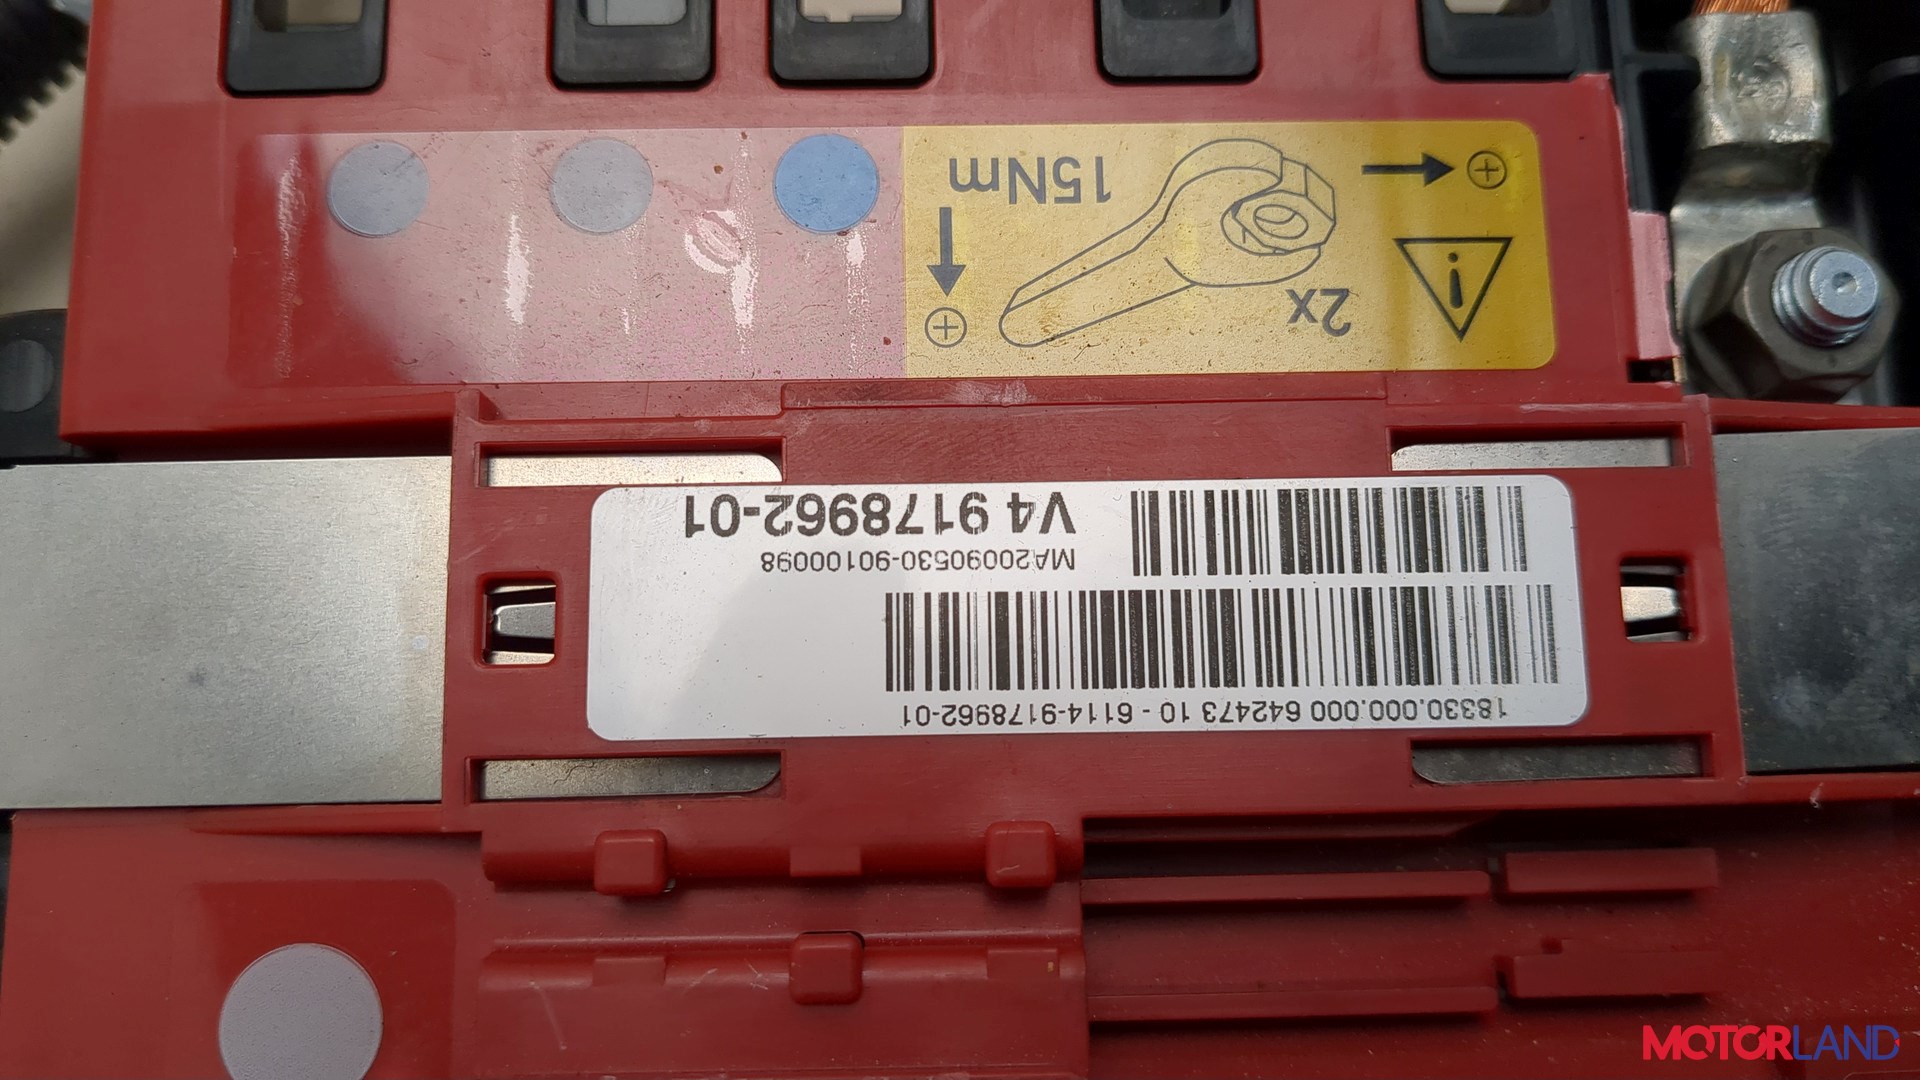 18330.000.000 642473 10 - 6114-9178962-01
MA20090530-90100098
V4 9178962-01
2x
i
15Nm
MOTORLAND